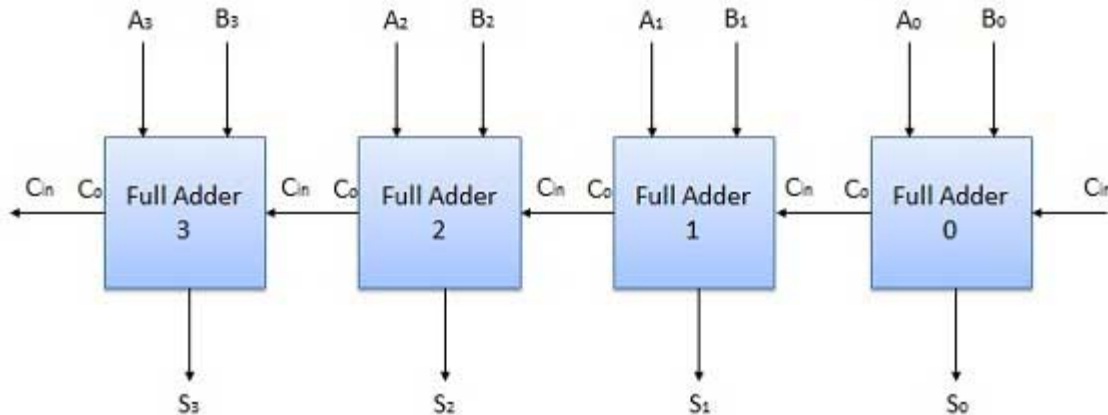 A3 B3 A2 B2 A1 B1 A0 B0
Cin Co Full Adder 3 Cin Co Full Adder 2 Cin Co Full Adder 1 Cin Co Full Adder 0 Cin
S3 S2 S1 S0